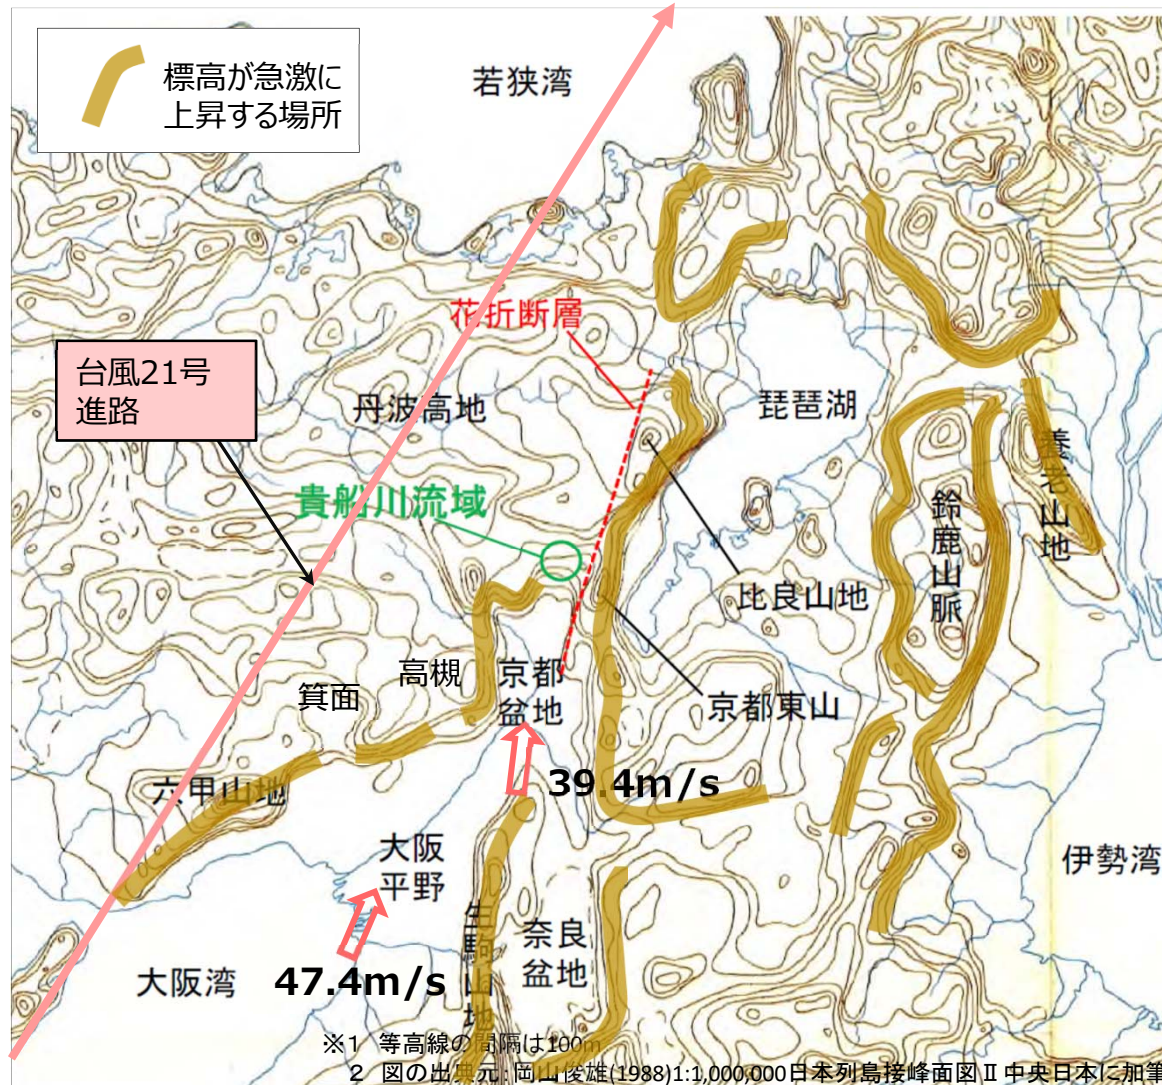 標高が急激に
上昇する場所
若狭湾
花折断層
台風21号
進路
丹波高地
琵琶湖
養老山地
貴船川流域
鈴鹿山脈
比良山地
高槻
京都
盆地
箕面
京都東山
39.4m/s
六甲山地
大阪
平野
伊勢湾
生駒山地
奈良
盆地
大阪湾
47.4m/s
※1 等高線の間隔は100m
2 図の出典元:岡山俊雄(1988)1:1,000,000日本列島接峰面図Ⅱ中央日本に加筆